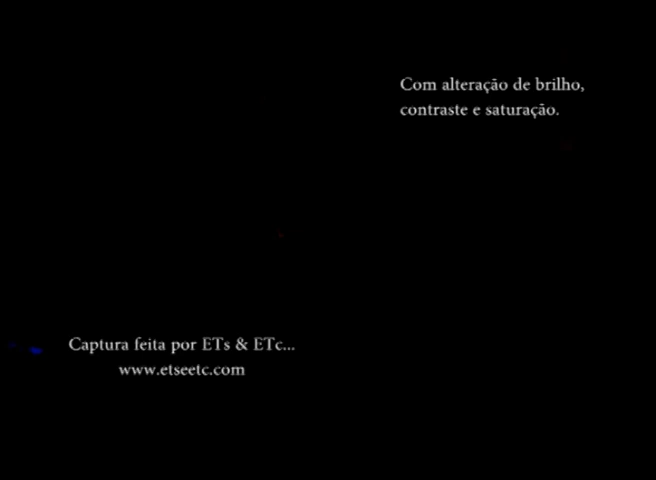 Com alteração de brilho,
contraste e saturação.
Captura feita por ETs & ETc...
www.etseetc.com